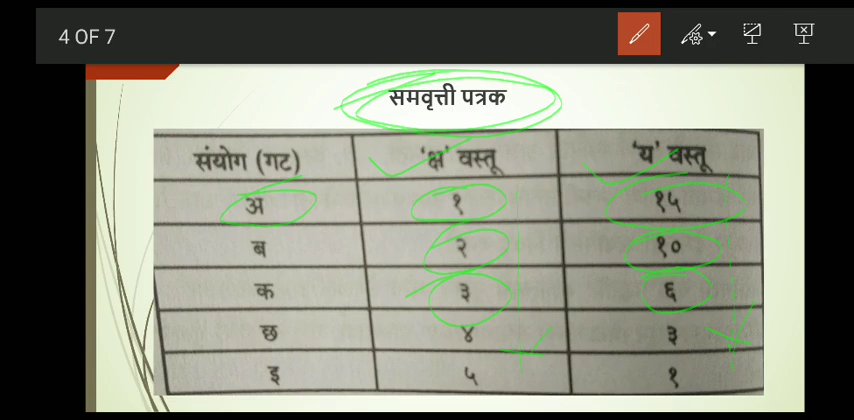 4 OF 7
समवृत्ती पत्रक
संयोग (गट) 'क्ष' वस्तू 'य' वस्तू
अ १ १५
ब २ १०
क ३ ६
छ ४ ३
इ ५ १